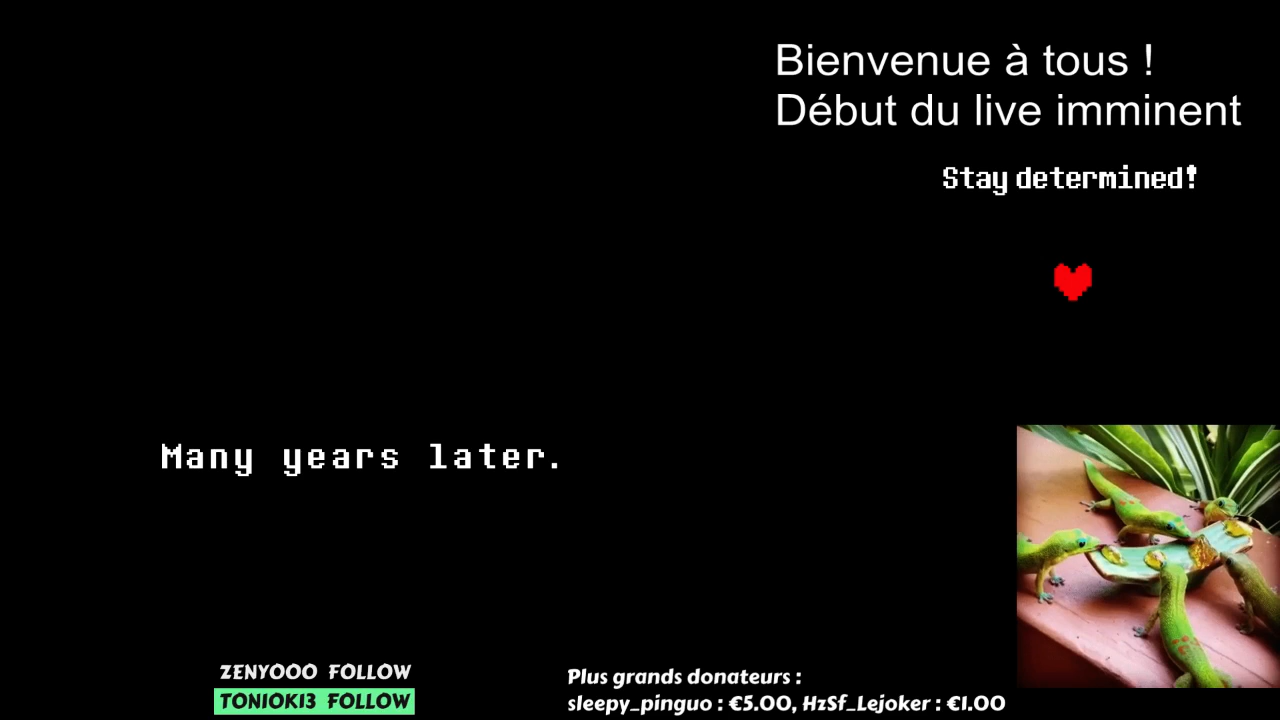 Bienvenue à tous !
Début du live imminent
Stay determined!
Many years later.
ZENYOOO FOLLOW
TONIOK13 FOLLOW
Plus grands donateurs :
sleepy_pinguo : €5.00, HzSf_Lejoker : €1.00